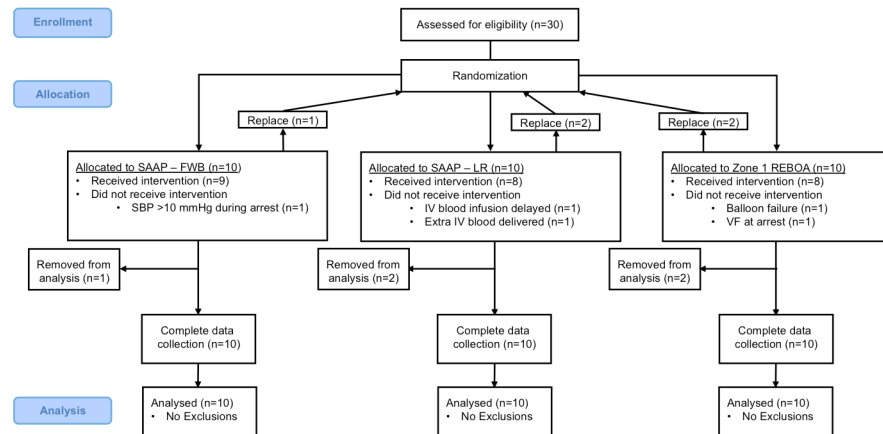 Enrollment
Assessed for eligibility (n=30)
Allocation
Randomization
Replace (n=1)
Replace (n=2)
Replace (n=2)
Allocated to SAAP – FWB (n=10)
• Received intervention (n=9)
• Did not receive intervention
• SBP >10 mmHg during arrest (n=1)
Allocated to SAAP – LR (n=10)
• Received intervention (n=8)
• Did not receive intervention
• IV blood infusion delayed (n=1)
• Extra IV blood delivered (n=1)
Allocated to Zone 1 REBOA (n=10)
• Received intervention (n=8)
• Did not receive intervention
• Balloon failure (n=1)
• VF at arrest (n=1)
Removed from
analysis (n=1)
Removed from
analysis (n=2)
Removed from
analysis (n=2)
Complete data
collection (n=10)
Complete data
collection (n=10)
Complete data
collection (n=10)
Analysis
Analysed (n=10)
• No Exclusions
Analysed (n=10)
• No Exclusions
Analysed (n=10)
• No Exclusions